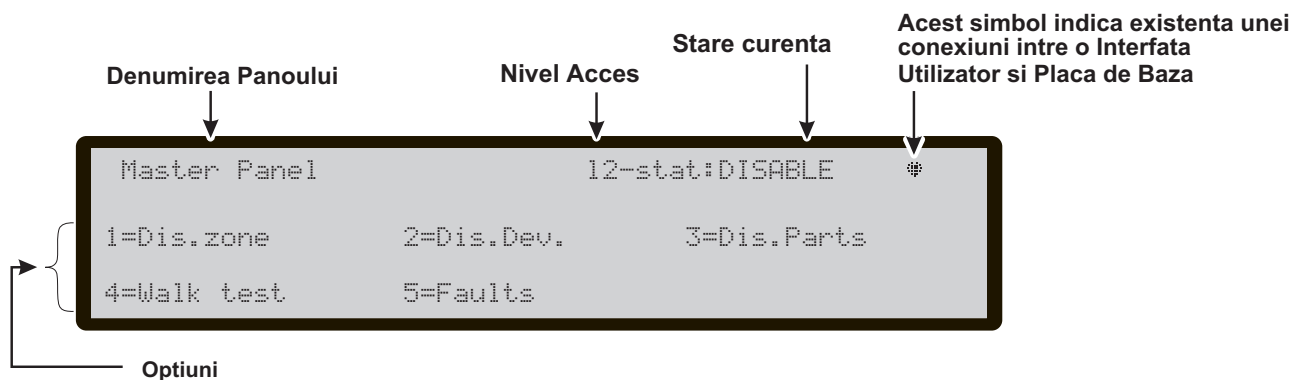 Acest simbol indica existenta unei
conexiuni intre o Interfata
Utilizator si Placa de Baza
Stare curenta
Nivel Acces
Denumirea Panoului
Master Panel l2-stat:DISABLE
1=Dis.zone 2=Dis.Dev. 3=Dis.Parts
4=Walk test 5=Faults
Optiuni